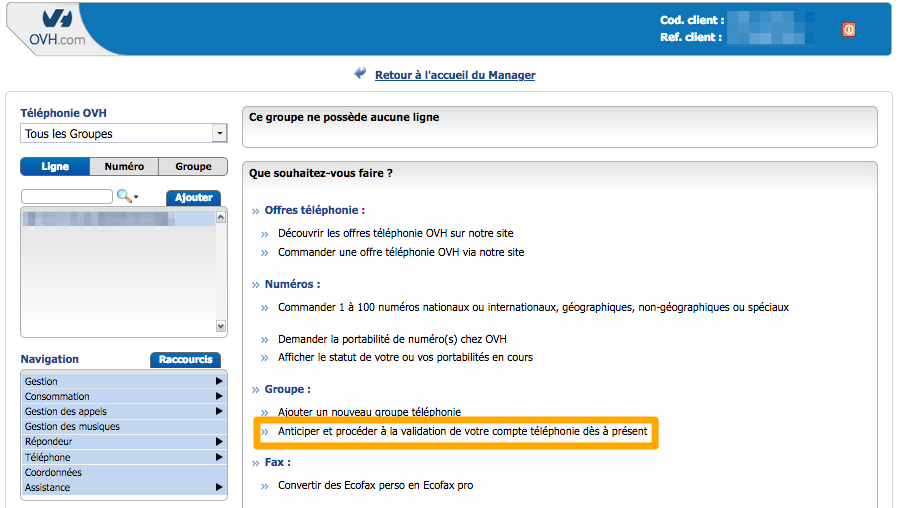 OVH.com
Cod. client :
Ref. client :
Retour à l'accueil du Manager
Téléphonie OVH
Tous les Groupes
Ligne Numéro Groupe
Ajouter
Navigation Raccourcis
Gestion
Consommation
Gestion des appels
Gestion des musiques
Répondeur
Téléphone
Coordonnées
Assistance
Ce groupe ne possède aucune ligne
Que souhaitez-vous faire ?
» Offres téléphonie :
» Découvrir les offres téléphonie OVH sur notre site
» Commander une offre téléphonie OVH via notre site
» Numéros :
» Commander 1 à 100 numéros nationaux ou internationaux, géographiques, non-géographiques ou spéciaux
» Demander la portabilité de numéro(s) chez OVH
» Afficher le statut de votre ou vos portabilités en cours
» Groupe :
» Ajouter un nouveau groupe téléphonie
» Anticiper et procéder à la validation de votre compte téléphonie dès à présent
» Fax :
» Convertir des Ecofax perso en Ecofax pro